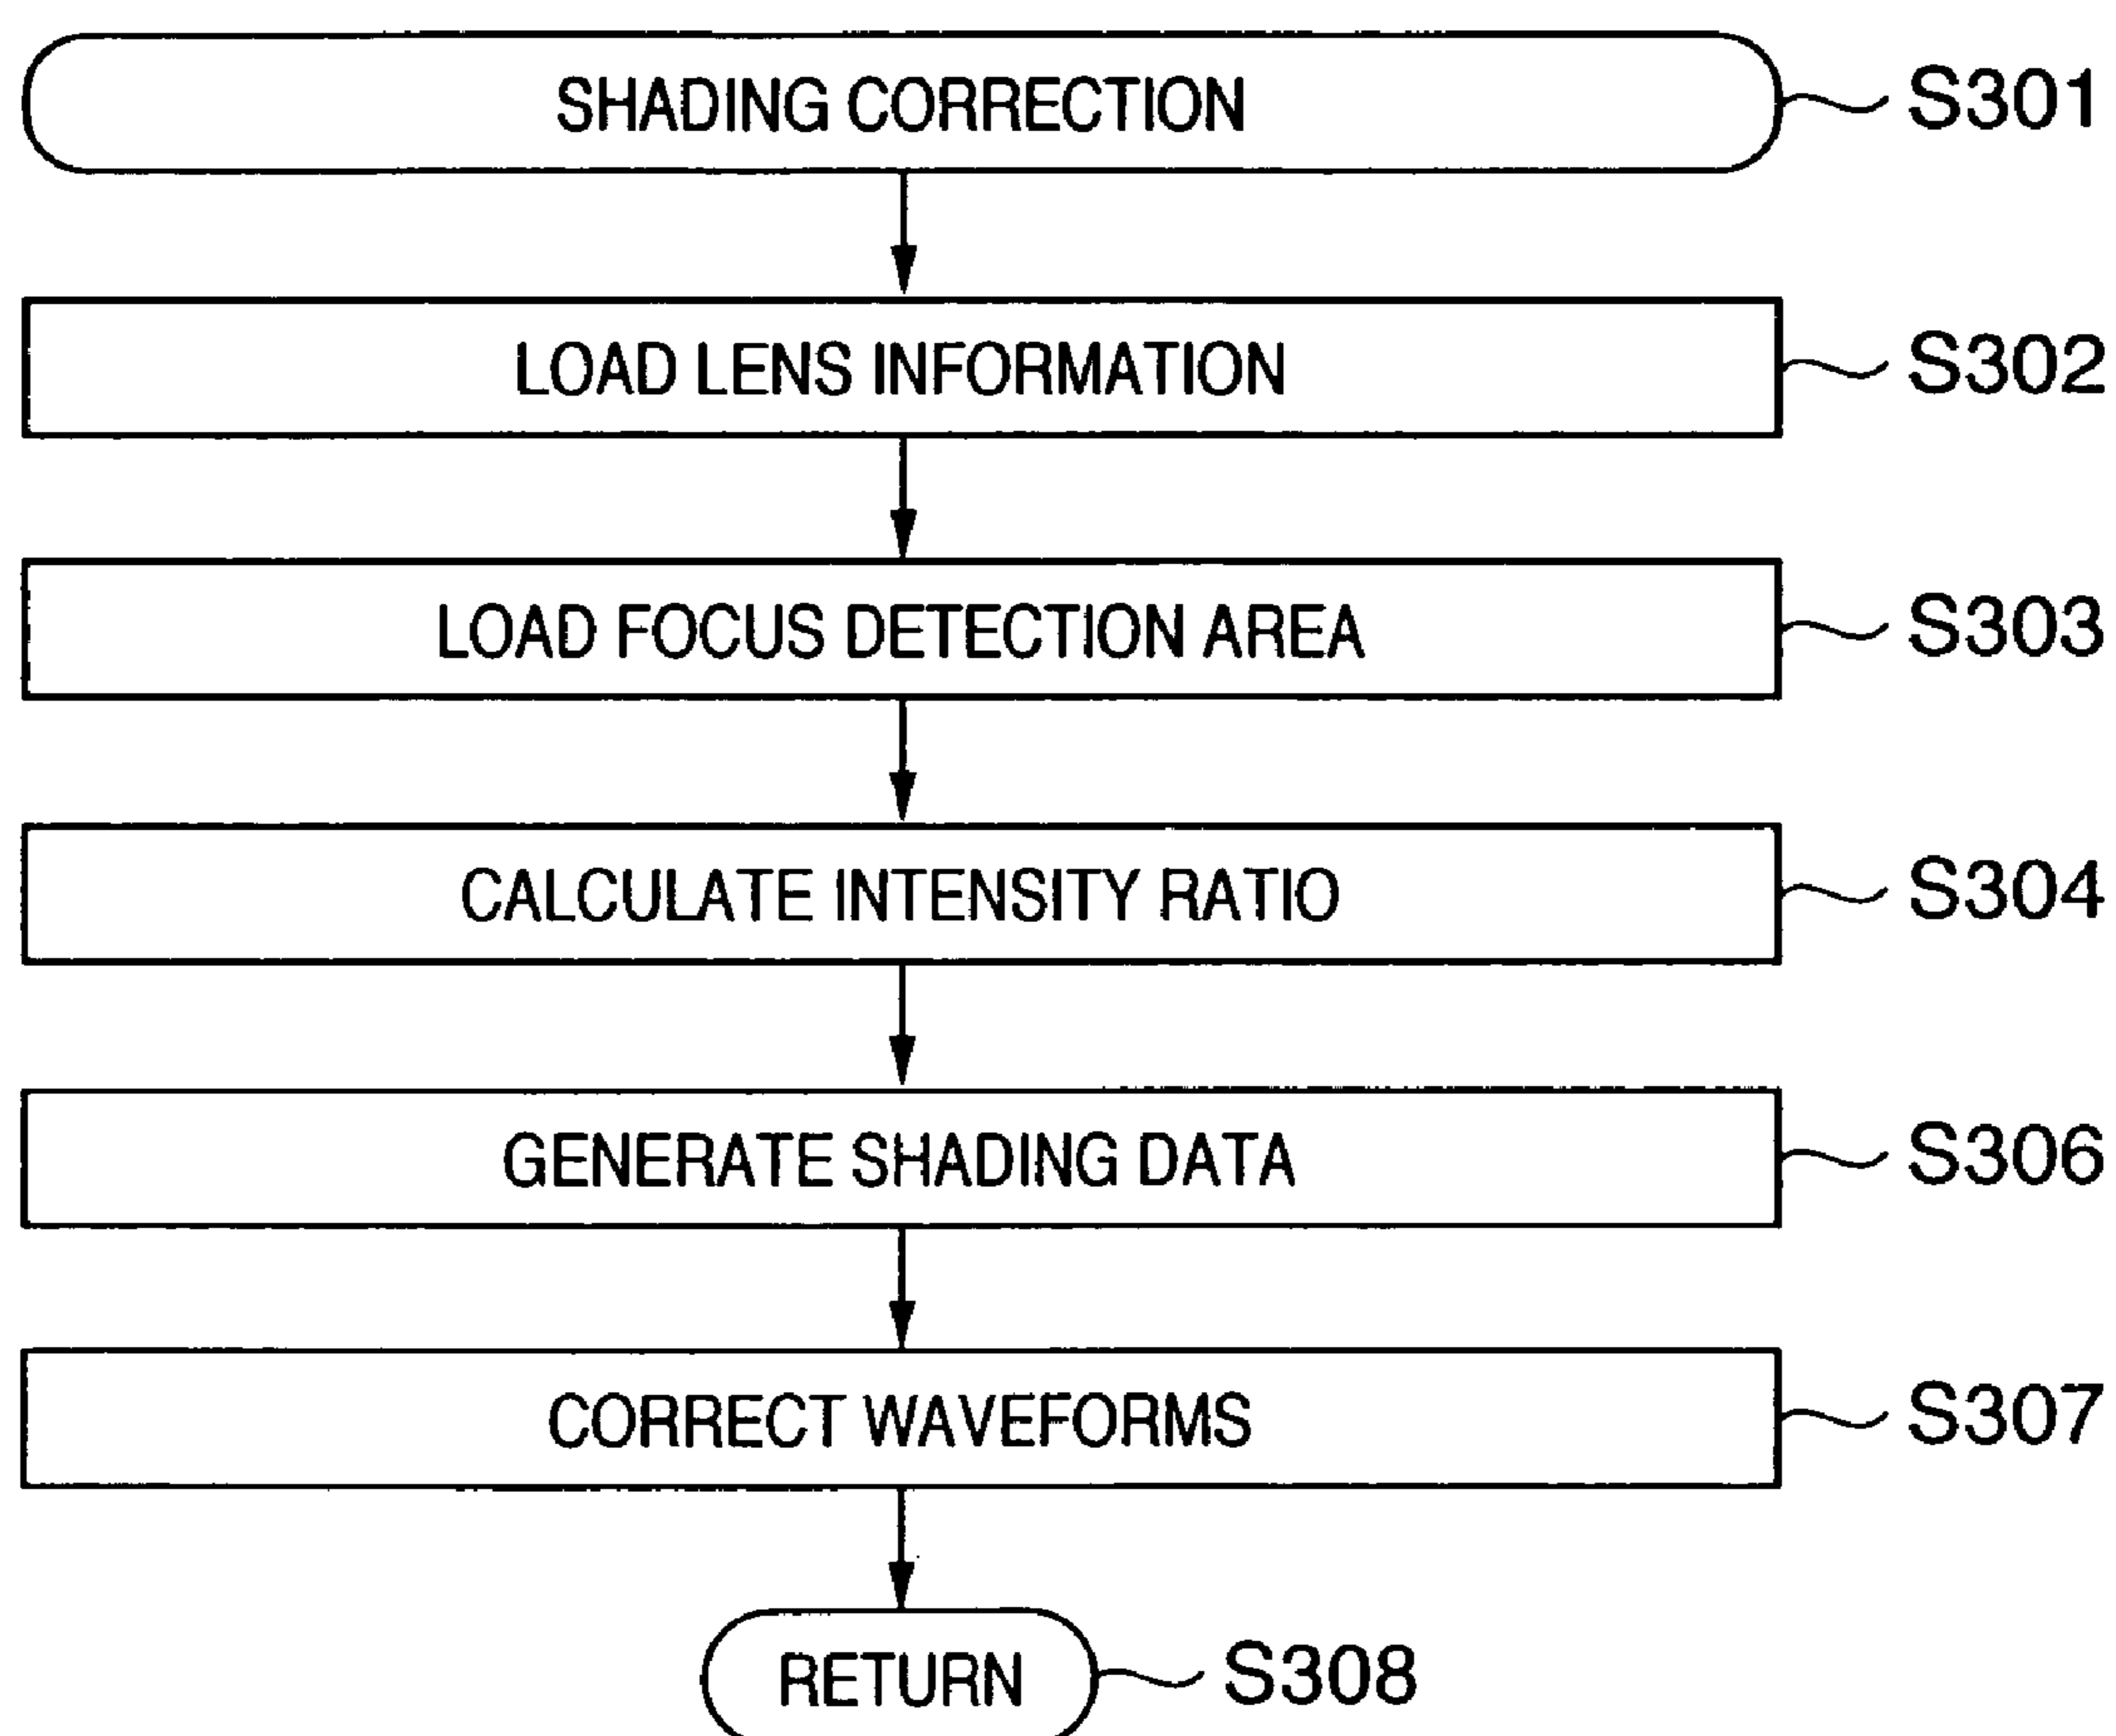 SHADING CORRECTION S301
LOAD LENS INFORMATION S302
LOAD FOCUS DETECTION AREA S303
CALCULATE INTENSITY RATIO S304
GENERATE SHADING DATA S306
CORRECT WAVEFORMS S307
RETURN S308